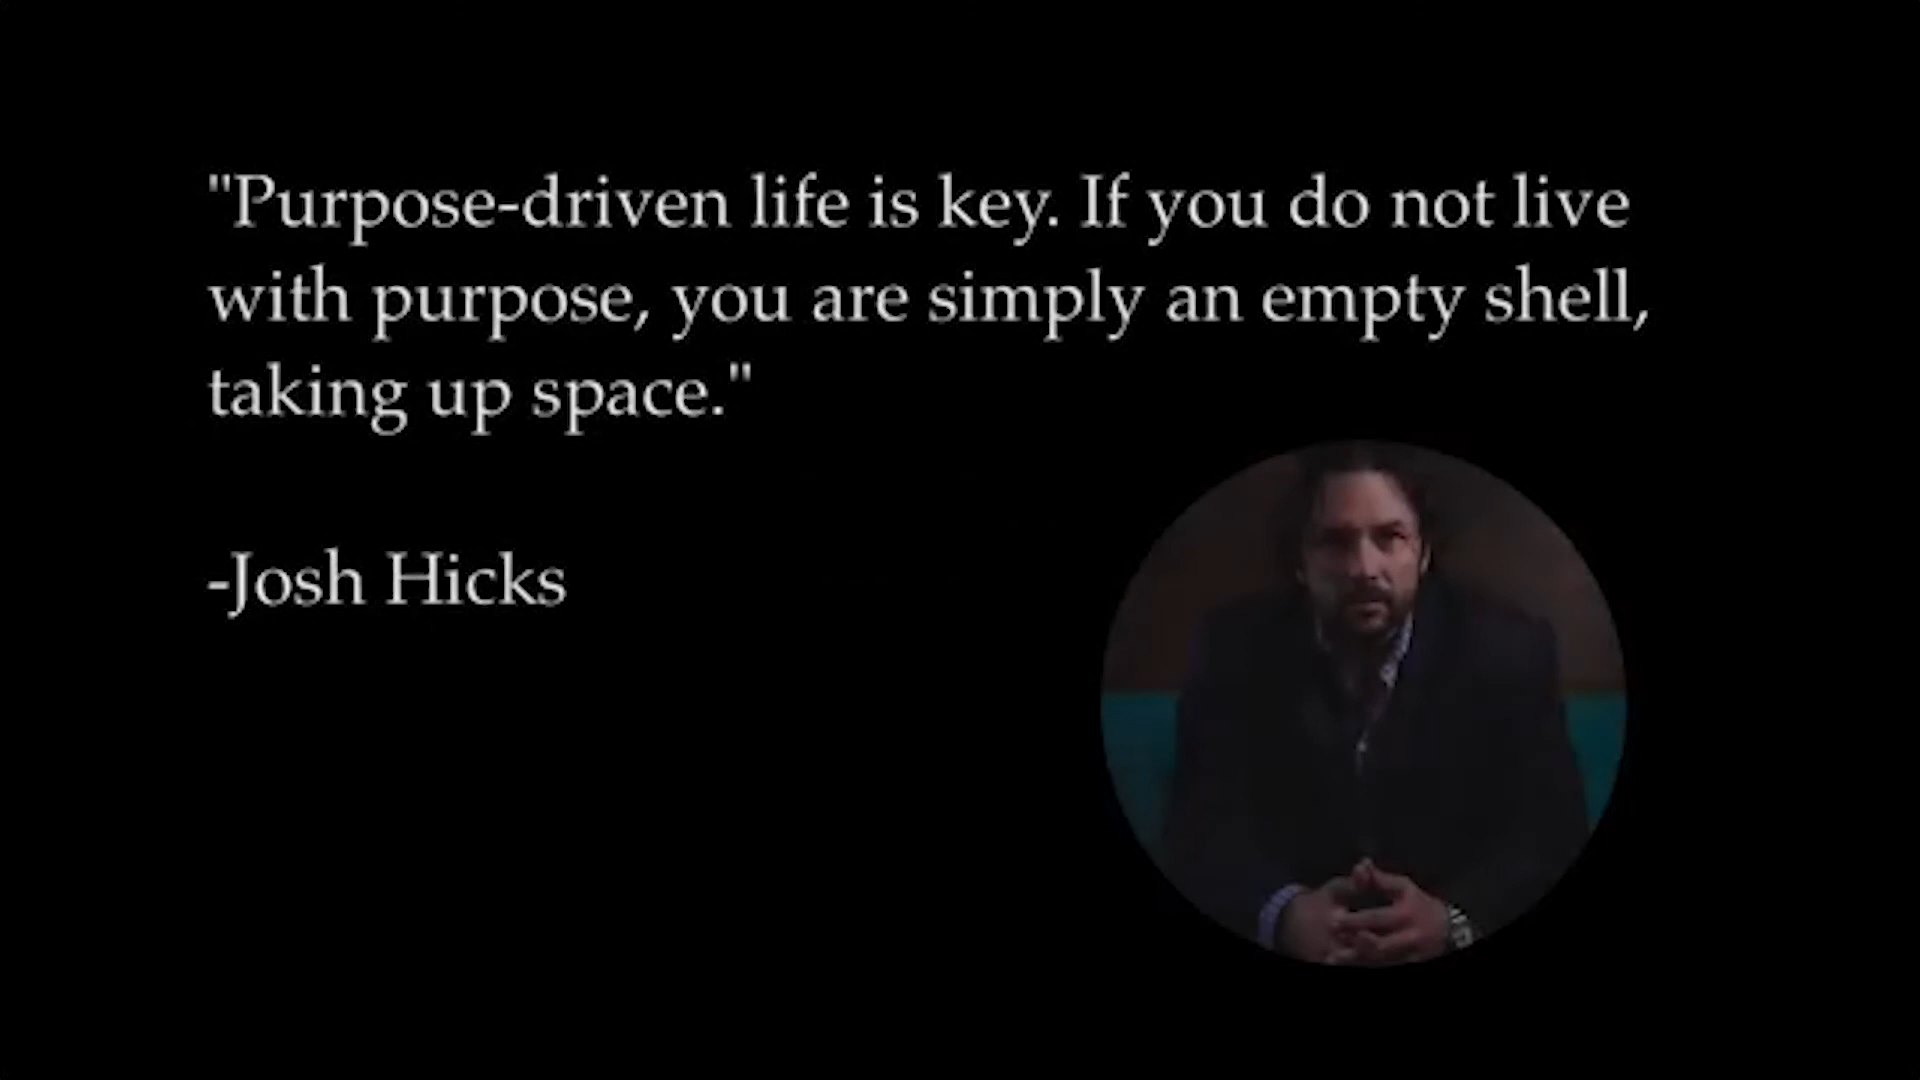 "Purpose-driven life is key. If you do not live
with purpose, you are simply an empty shell,
taking up space."
-Josh Hicks